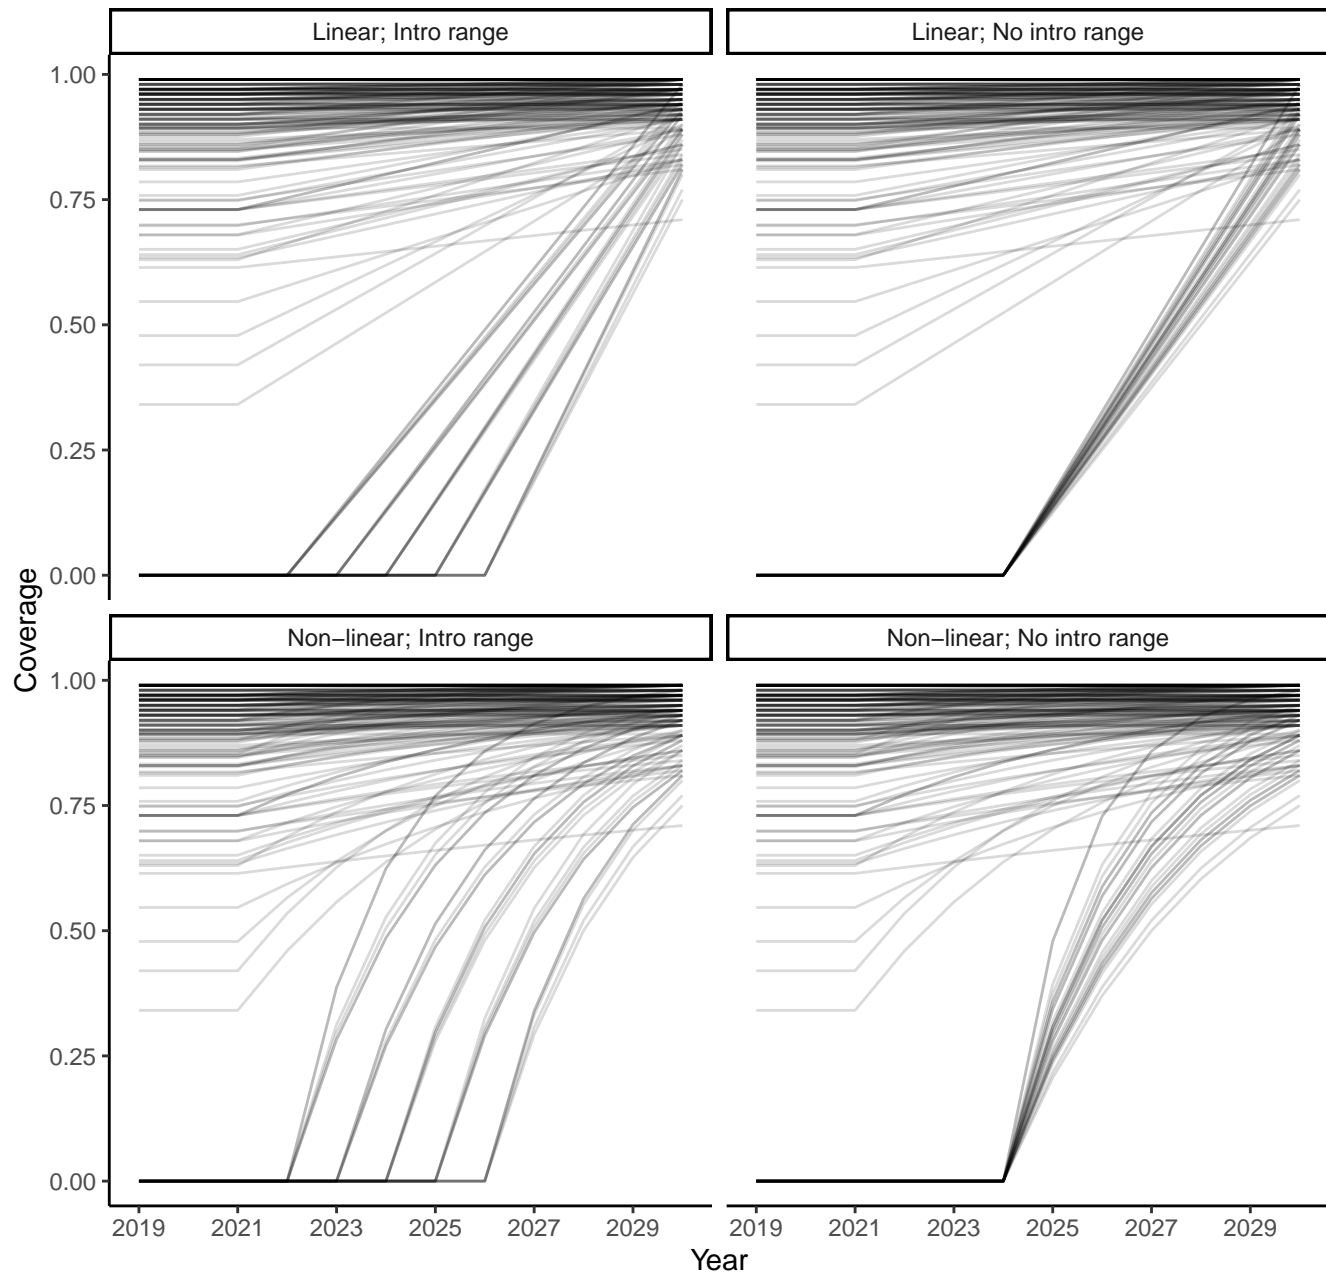 Linear; Intro range
Linear; No intro range
1.00
0.75
0.50
0.25
0.00
Coverage
Non−linear; Intro range
Non−linear; No intro range
1.00
0.75
0.50
0.25
0.00
2019 2021 2023 2025 2027 2029
2019 2021 2023 2025 2027 2029
Year